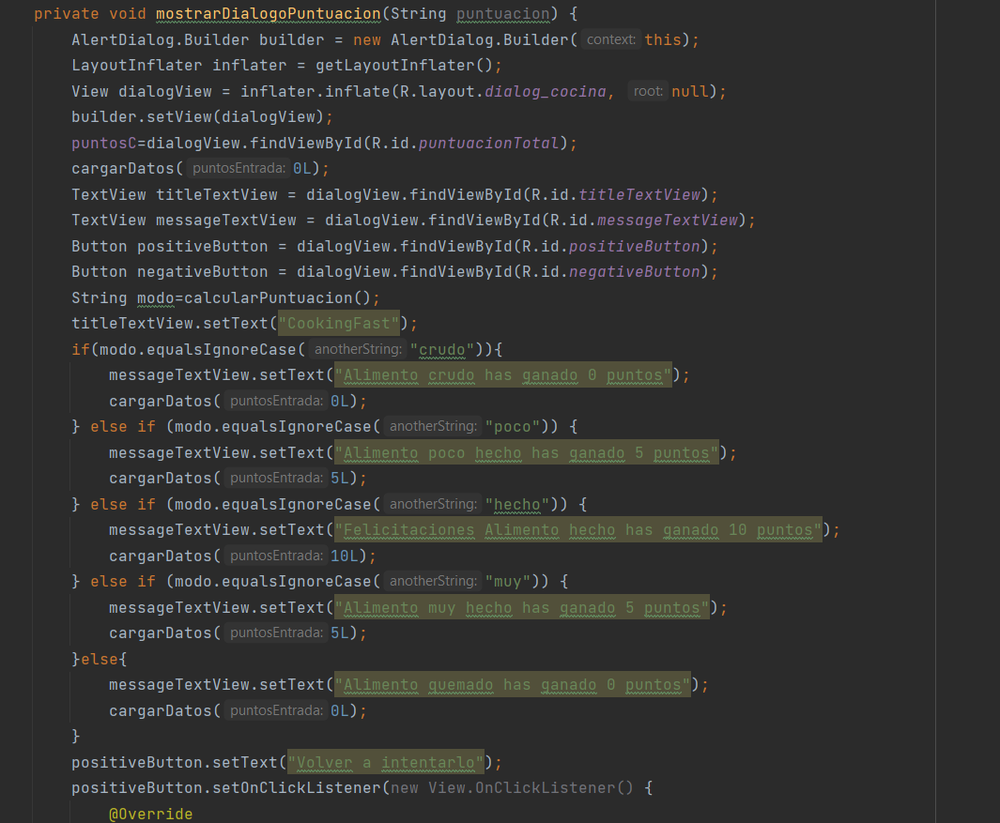 private void mostrarDialogoPuntuacion(String puntuacion) {
AlertDialog.Builder builder = new AlertDialog.Builder( context: this);
LayoutInflater inflater = getLayoutInflater();
View dialogView = inflater.inflate(R.layout.dialog_cocina, root: null);
builder.setView(dialogView);
puntosC=dialogView.findViewById(R.id.puntuacionTotal);
cargarDatos( puntosEntrada: 0L);
TextView titleTextView = dialogView.findViewById(R.id.titleTextView);
TextView messageTextView = dialogView.findViewById(R.id.messageTextView);
Button positiveButton = dialogView.findViewById(R.id.positiveButton);
Button negativeButton = dialogView.findViewById(R.id.negativeButton);
String modo=calcularPuntuacion();
titleTextView.setText("CookingFast");
if(modo.equalsIgnoreCase( anotherString: "crudo")){
messageTextView.setText("Alimento crudo has ganado 0 puntos");
cargarDatos( puntosEntrada: 0L);
} else if (modo.equalsIgnoreCase( anotherString: "poco")) {
messageTextView.setText("Alimento poco hecho has ganado 5 puntos");
cargarDatos( puntosEntrada: 5L);
} else if (modo.equalsIgnoreCase( anotherString: "hecho")) {
messageTextView.setText("Felicitaciones Alimento hecho has ganado 10 puntos");
cargarDatos( puntosEntrada: 10L);
} else if (modo.equalsIgnoreCase( anotherString: "muy")) {
messageTextView.setText("Alimento muy hecho has ganado 5 puntos");
cargarDatos( puntosEntrada: 5L);
}else{
messageTextView.setText("Alimento quemado has ganado 0 puntos");
cargarDatos( puntosEntrada: 0L);
}
positiveButton.setText("Volver a intentarlo");
positiveButton.setOnClickListener(new View.OnClickListener() {
@Override